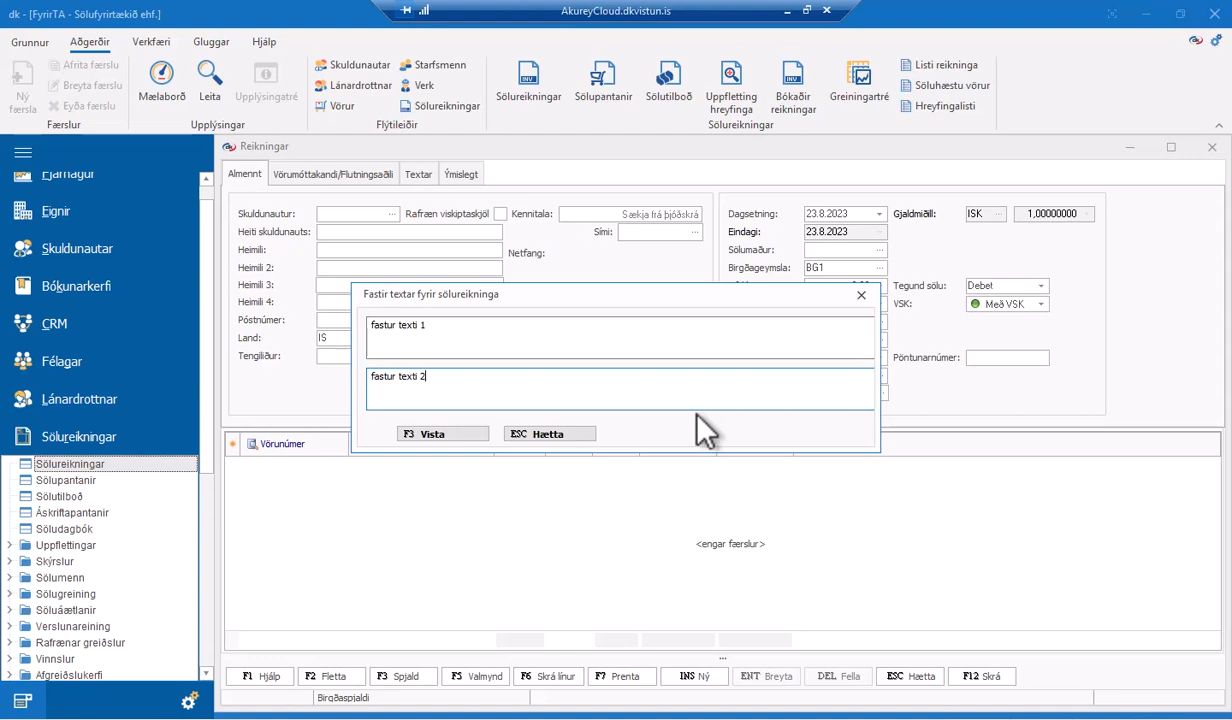 dk - [FyrirTA - Sölufyrirtækið ehf.]
AkureyCloud.dkvistun.is
Grunnur Aðgerðir Verkfæri Gluggar Hjálp
Ný færsla
Afrita færslu
Breyta færslu
Eyða færslu
Færslur
Mælaborð
Leita
Upplýsingatré
Upplýsingar
Skuldunautar
Lánardrottnar
Vörur
Starfsmenn
Verk
Sölureikningar
Flýtileiðir
Sölureikningar
Sölupantanir
Sölutilboð
Uppfletting hreyfinga
Bókaðir reikningar
Greiningartré
Listi reikninga
Söluhæstu vörur
Hreyfingalisti
Sölureikningar
Fjárhagur
Eignir
Skuldunautar
Bókunarkerfi
CRM
Félagar
Lánardrottnar
Sölureikningar
Sölureikningar
Sölupantanir
Sölutilboð
Áskriftapantanir
Söludagbók
Uppflettingar
Skýrslur
Sölumenn
Sölugreining
Söluáætlanir
Verslunareining
Rafrænar greiðslur
Vinnslur
Afgreiðslukerfi
Reikningar
Almennt Vörumóttakandi/Flutningsaðili Textar Ýmislegt
Skuldunautur: ... Rafræn viðskiptaskjöl Kennitala: Sækja frá þjóðskrá
Heiti skuldunauts: Sími: ...
Heimili: Netfang:
Heimili 2:
Heimili 3:
Heimili 4:
Póstnúmer:
Land: IS
Tengiliður:
Dagsetning: 23.8.2023 Gjaldmiðill: ISK ... 1,00000000
Eindagi: 23.8.2023
Sölumaður: ...
Birgðageymsla: BG1 ...
Tegund sölu: Debet
VSK: Með VSK
Pöntunarnúmer:
Fastir textar fyrir sölureikninga
fastur texti 1
fastur texti 2
F3 Vista ESC Hætta
Vörunúmer
<engar færslur>
...
F1 Hjálp F2 Fletta F3 Spjald F5 Valmynd F6 Skrá línur F7 Prenta INS Ný ENT Breyta DEL Fella ESC Hætta F12 Skrá
Birgðaspjaldi